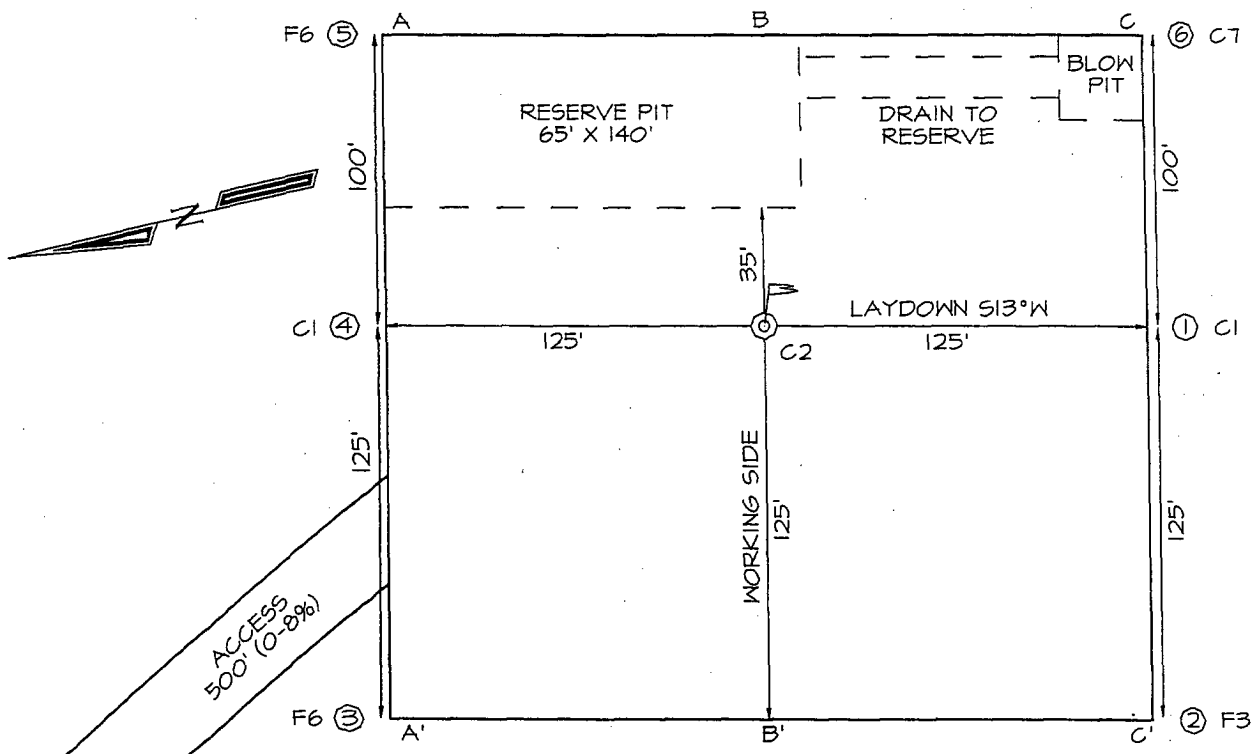 A B C
F6 ⑤ ⑥ C7
BLOW
PIT
RESERVE PIT
65' X 140'
DRAIN TO
RESERVE
100' 100'
N
35'
LAYDOWN S13°W
C1 ④ ① C1
125' 125'
C2
125'
WORKING SIDE
125'
125'
ACCESS
500' (0-8%)
F6 ③ ② F3
A' B' C'